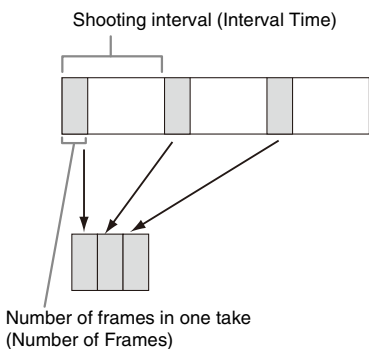 Shooting interval (Interval Time)
Number of frames in one take
(Number of Frames)